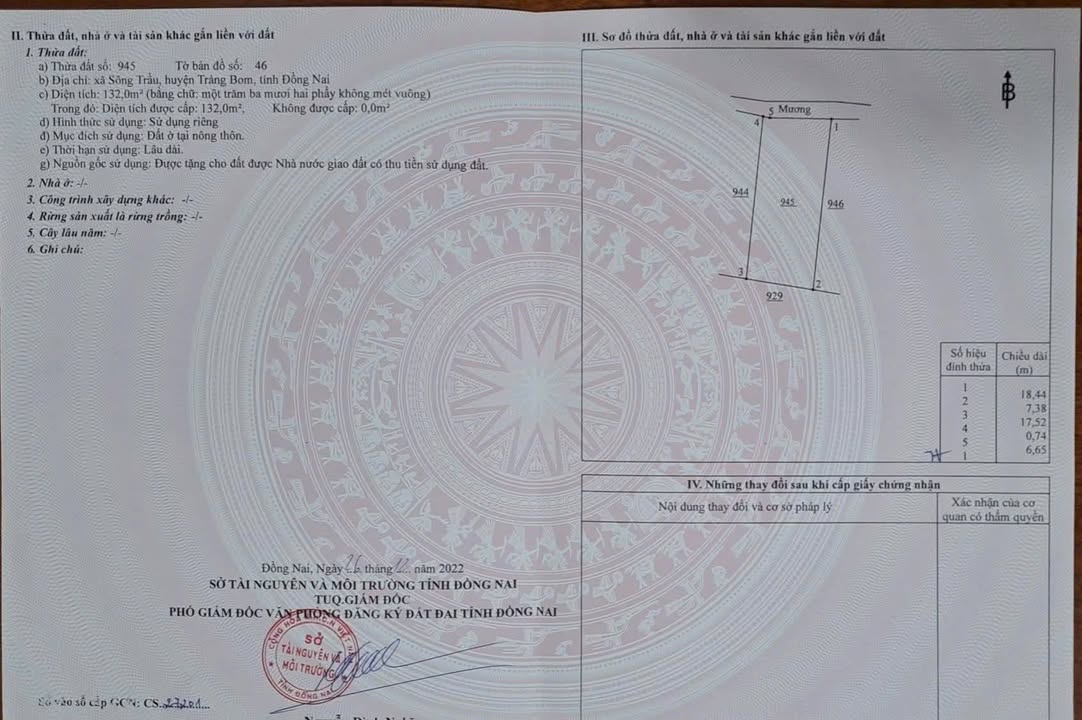 II. Thửa đất, nhà ở và tài sản khác gắn liền với đất
1. Thửa đất:
a) Thửa đất số: 945 Tờ bản đồ số: 46
b) Địa chỉ: xã Sông Trầu, huyện Trảng Bom, tỉnh Đồng Nai
c) Diện tích: 132,0m² (bằng chữ: một trăm ba mươi hai phẩy không mét vuông)
Trong đó: Diện tích được cấp: 132,0m², Không được cấp: 0,0m²
d) Hình thức sử dụng: Sử dụng riêng
đ) Mục đích sử dụng: Đất ở tại nông thôn.
e) Thời hạn sử dụng: Lâu dài.
g) Nguồn gốc sử dụng: Được tặng cho đất được Nhà nước giao đất có thu tiền sử dụng đất.
2. Nhà ở: -/-
3. Công trình xây dựng khác: -/-
4. Rừng sản xuất là rừng trồng: -/-
5. Cây lâu năm: -/-
6. Ghi chú:
Đồng Nai, Ngày 26 tháng 12 năm 2022
SỞ TÀI NGUYÊN VÀ MÔI TRƯỜNG TỈNH ĐỒNG NAI
TUQ.GIÁM ĐỐC
PHÓ GIÁM ĐỐC VĂN PHÒNG ĐĂNG KÝ ĐẤT ĐAI TỈNH ĐỒNG NAI
SỞ
TÀI NGUYÊN VÀ
MÔI TRƯỜNG
TỈNH ĐỒNG NAI
Số vào sổ cấp GCN: CS.27201...
III. Sơ đồ thửa đất, nhà ở và tài sản khác gắn liền với đất
B
5 Mương
4 1
944 945 946
3
2
929
Số hiệu đỉnh thửa Chiều dài (m)
1
18,44
2
7,38
3
17,52
4
0,74
5
6,65
1
IV. Những thay đổi sau khi cấp giấy chứng nhận
Nội dung thay đổi và cơ sở pháp lý Xác nhận của cơ quan có thẩm quyền